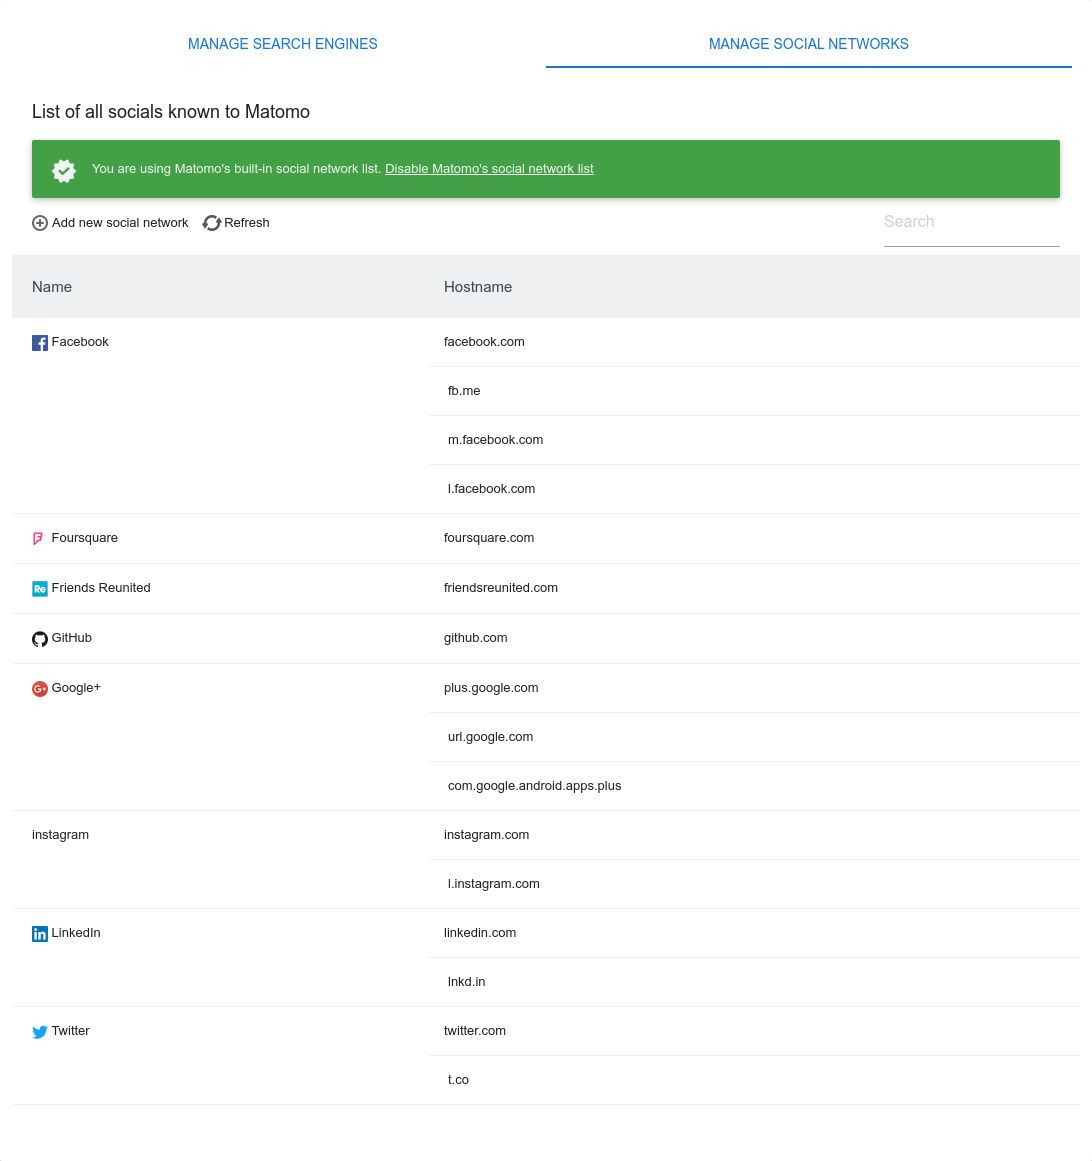 MANAGE SEARCH ENGINES MANAGE SOCIAL NETWORKS
List of all socials known to Matomo
You are using Matomo's built-in social network list. Disable Matomo's social network list
Add new social network Refresh Search
Name Hostname
Facebook facebook.com
fb.me
m.facebook.com
l.facebook.com
Foursquare foursquare.com
Re Friends Reunited friendsreunited.com
GitHub github.com
G+ Google+ plus.google.com
url.google.com
com.google.android.apps.plus
instagram instagram.com
l.instagram.com
in LinkedIn linkedin.com
lnkd.in
Twitter twitter.com
t.co